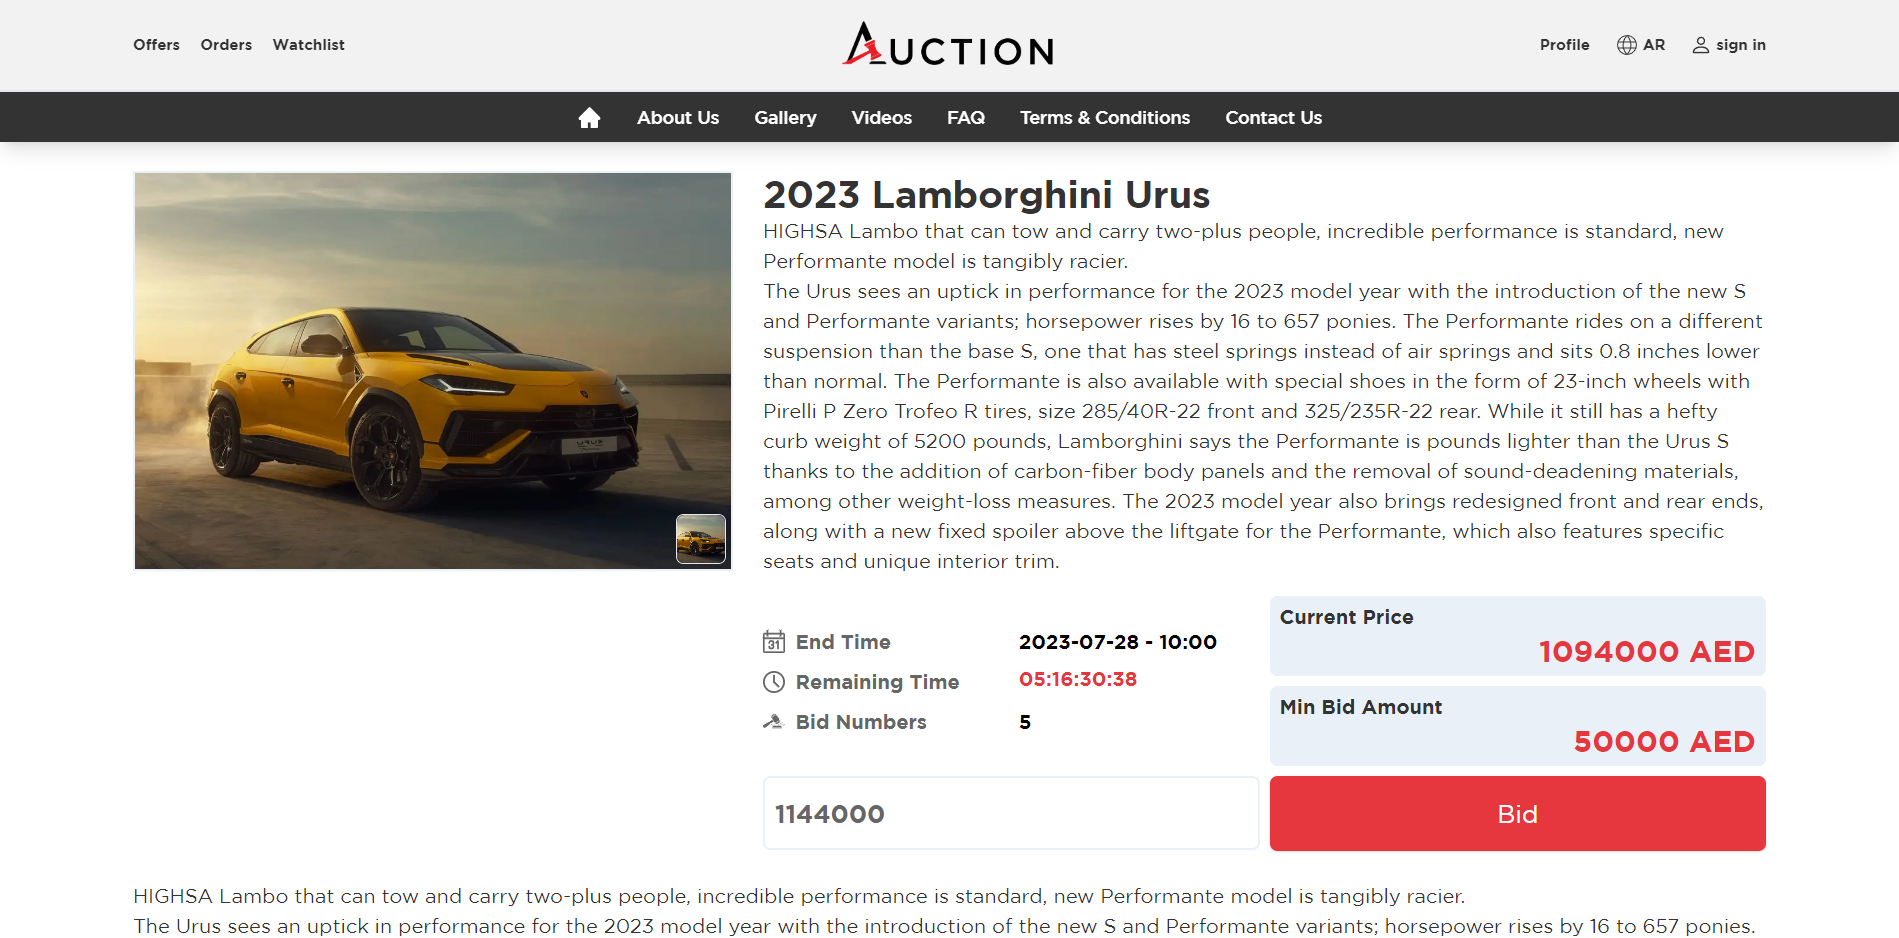 Offers Orders Watchlist
AUCTION
Profile AR sign in
About Us Gallery Videos FAQ Terms & Conditions Contact Us
2023 Lamborghini Urus
HIGHSA Lambo that can tow and carry two-plus people, incredible performance is standard, new
Performante model is tangibly racier.
The Urus sees an uptick in performance for the 2023 model year with the introduction of the new S
and Performante variants; horsepower rises by 16 to 657 ponies. The Performante rides on a different
suspension than the base S, one that has steel springs instead of air springs and sits 0.8 inches lower
than normal. The Performante is also available with special shoes in the form of 23-inch wheels with
Pirelli P Zero Trofeo R tires, size 285/40R-22 front and 325/235R-22 rear. While it still has a hefty
curb weight of 5200 pounds, Lamborghini says the Performante is pounds lighter than the Urus S
thanks to the addition of carbon-fiber body panels and the removal of sound-deadening materials,
among other weight-loss measures. The 2023 model year also brings redesigned front and rear ends,
along with a new fixed spoiler above the liftgate for the Performante, which also features specific
seats and unique interior trim.
URUS
31 End Time 2023-07-28 - 10:00
Remaining Time 05:16:30:38
Bid Numbers 5
Current Price
1094000 AED
Min Bid Amount
50000 AED
1144000
Bid
HIGHSA Lambo that can tow and carry two-plus people, incredible performance is standard, new Performante model is tangibly racier.
The Urus sees an uptick in performance for the 2023 model year with the introduction of the new S and Performante variants; horsepower rises by 16 to 657 ponies.